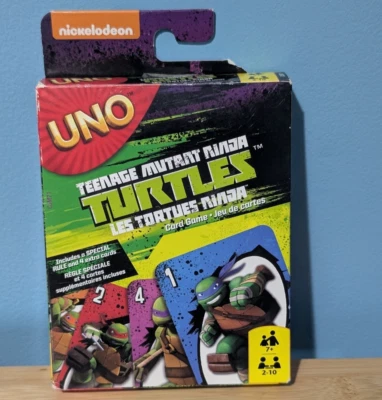 nickelodeon
UNO
TEENAGE MUTANT NINJA
TURTLES™
LES TORTUES NINJA
Card Game • Jeu de cartes
Includes a SPECIAL
RULE and 4 extra cards
RÈGLE SPÉCIALE
et 4 cartes
supplémentaires incluses
2
4
1
7+
2-10